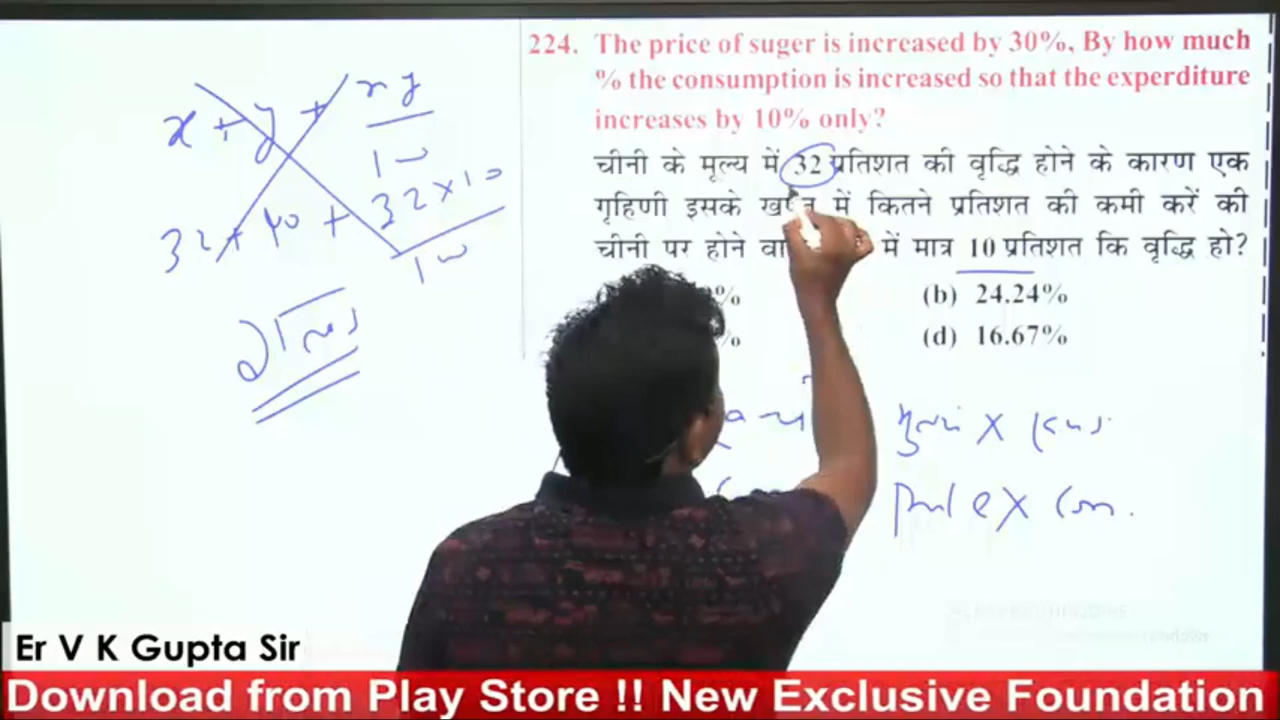 224. The price of suger is increased by 30%, By how much
% the consumption is increased so that the experditure
increases by 10% only?
चीनी के मूल्य में 32 प्रतिशत की वृद्धि होने के कारण एक
गृहिणी इसके में कितने प्रतिशत की कमी करें की
चीनी पर होने में मात्र 10 प्रतिशत कि वृद्धि हो?
(b) 24.24%
(d) 16.67%
x + y + xy
32 + 40 + 32×10
Er V K Gupta Sir
Download from Play Store !! New Exclusive Foundation